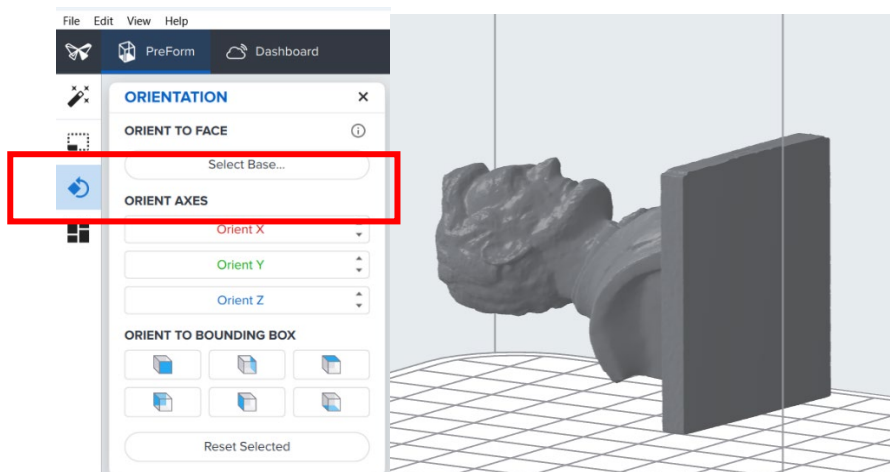 File Edit View Help
PreForm Dashboard
ORIENTATION
ORIENT TO FACE
Select Base...
ORIENT AXES
Orient X
Orient Y
Orient Z
ORIENT TO BOUNDING BOX
Reset Selected